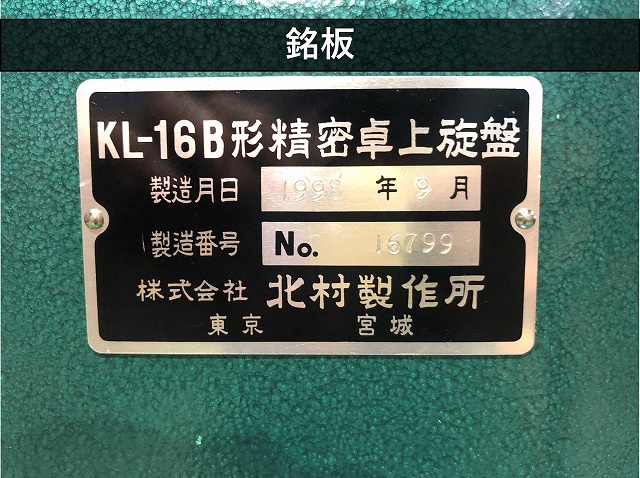 銘板
KL-16B形精密卓上旋盤
製造月日 1998 年 9 月
製造番号 No. 16799
株式会社 北村製作所
東京 宮城